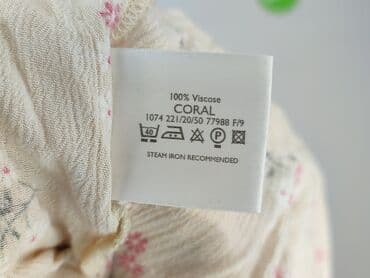 100% Viscose
CORAL
1074 221/20/50 77988 F/9
40 P
STEAM IRON RECOMMENDED